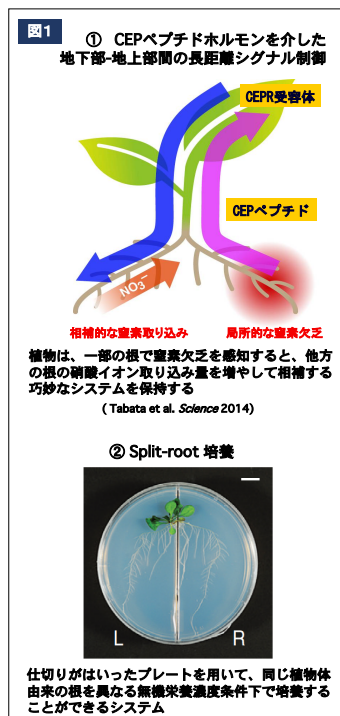 図1
① CEPペプチドホルモンを介した
地下部-地上部間の長距離シグナル制御
CEPR受容体
CEPペプチド
NO₃⁻
相補的な窒素取り込み
局所的な窒素欠乏
植物は、一部の根で窒素欠乏を感知すると、他方
の根の硝酸イオン取り込み量を増やして相補する
巧妙なシステムを保持する
( Tabata et al. Science 2014)
② Split-root 培養
L
R
仕切りがはいったプレートを用いて、同じ植物体
由来の根を異なる無機栄養濃度条件下で培養する
ことができるシステム